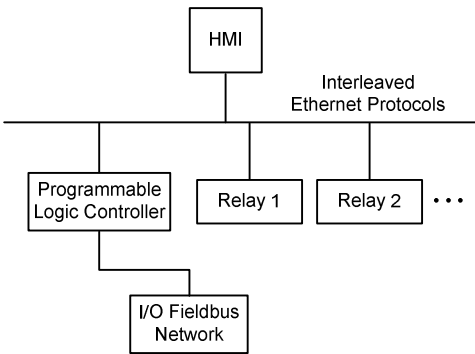 HMI
Interleaved
Ethernet Protocols
Programmable
Logic Controller
Relay 1
Relay 2
• • •
I/O Fieldbus
Network